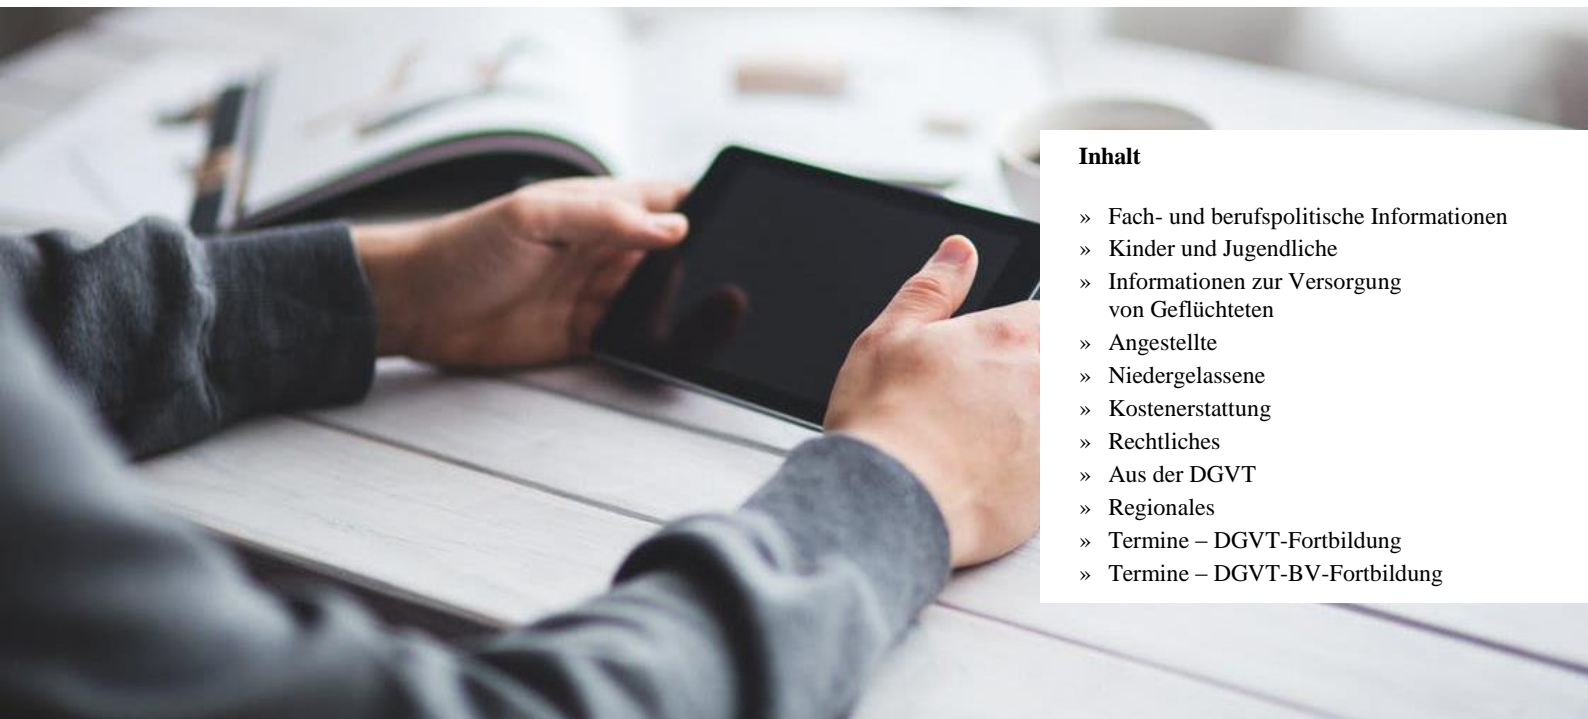 Inhalt
» Fach- und berufspolitische Informationen
» Kinder und Jugendliche
» Informationen zur Versorgung
von Geflüchteten
» Angestellte
» Niedergelassene
» Kostenerstattung
» Rechtliches
» Aus der DGVT
» Regionales
» Termine – DGVT-Fortbildung
» Termine – DGVT-BV-Fortbildung